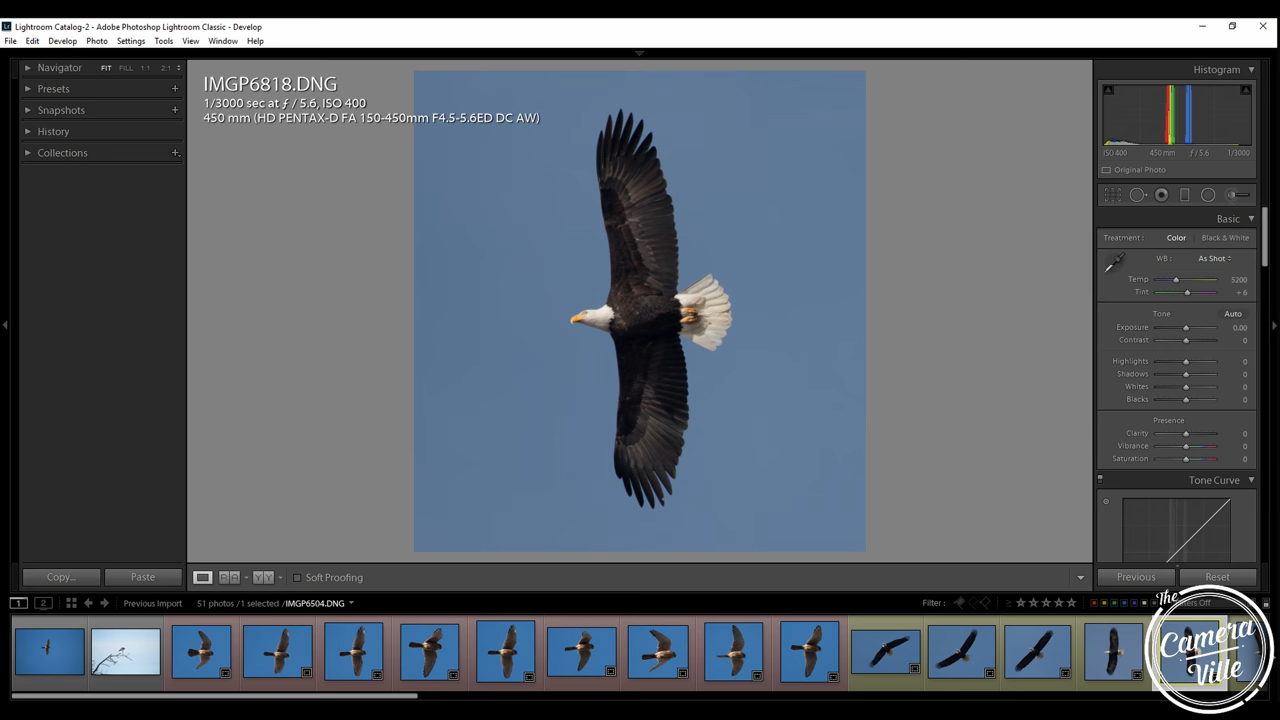 Lightroom Catalog-2 - Adobe Photoshop Lightroom Classic - Develop
File Edit Develop Photo Settings Tools View Window Help
Navigator FIT FILL 1:1 2:1
Presets
Snapshots
History
Collections
IMGP6818.DNG
1/3000 sec at ƒ / 5.6, ISO 400
450 mm (HD PENTAX-D FA 150-450mm F4.5-5.6ED DC AW)
Histogram
ISO 400 450 mm ƒ / 5.6 1/3000
Original Photo
Basic
Treatment : Color Black & White
WB : As Shot
Temp 5200
Tint + 6
Tone Auto
Exposure 0.00
Contrast 0
Highlights 0
Shadows 0
Whites 0
Blacks 0
Presence
Clarity 0
Vibrance 0
Saturation 0
Tone Curve
Copy... Paste
Soft Proofing
Previous Reset
1 2 Previous Import 51 photos / 1 selected / IMGP6504.DNG Filter : Off
The
Camera
Ville